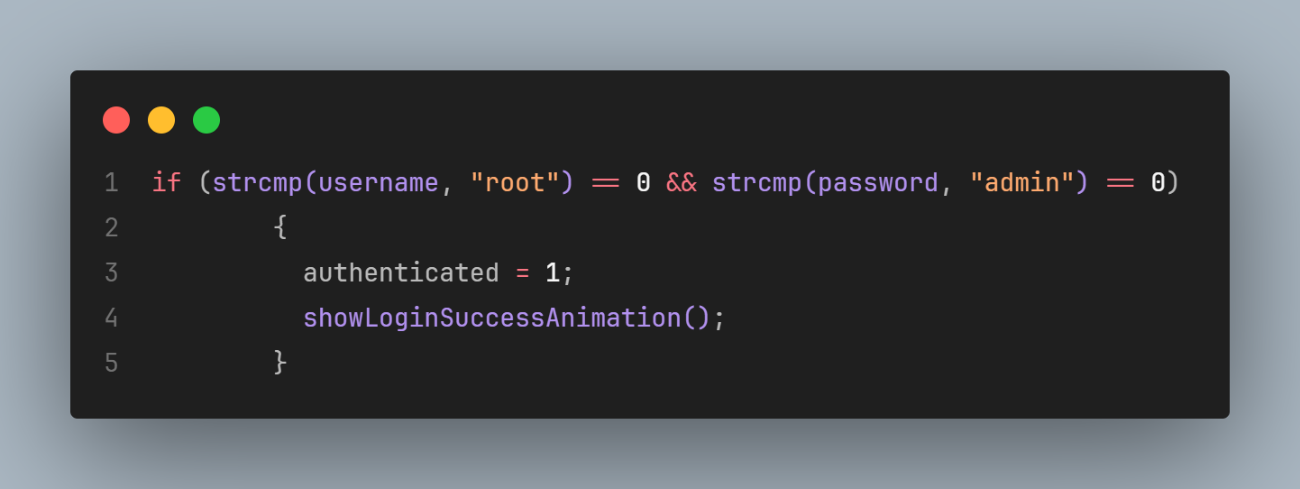 1 if (strcmp(username, "root") == 0 && strcmp(password, "admin") == 0)
2         {
3           authenticated = 1;
4           showLoginSuccessAnimation();
5         }